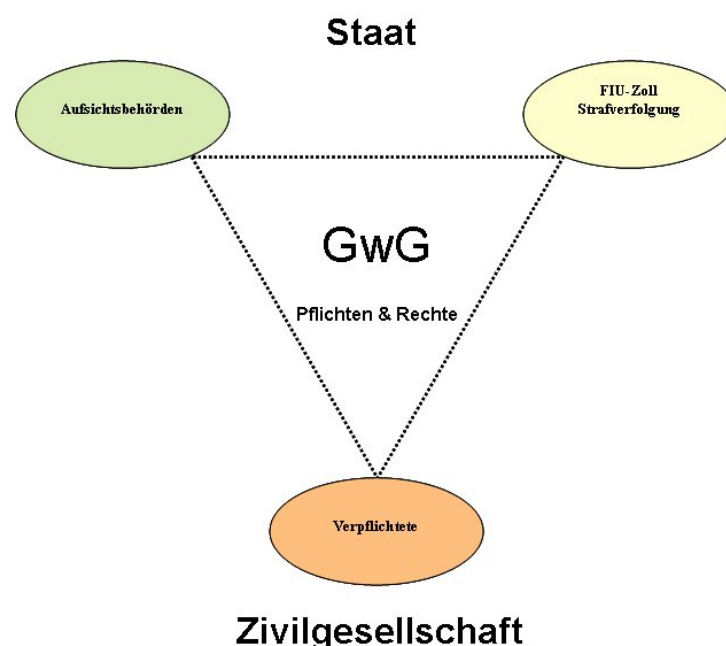 Staat
Aufsichtsbehörden
FIU-Zoll
Strafverfolgung
GwG
Pflichten & Rechte
Verpflichtete
Zivilgesellschaft